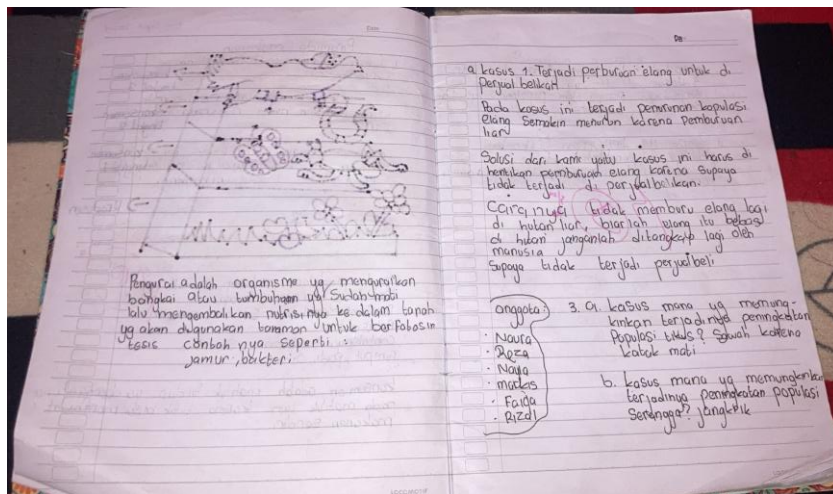 Pengurai adalah organisme yg menguraikan
bangkai atau tumbuhan yg Sudah mati
lalu mengembalikan nutrisinya ke dalam tanah
yg akan digunakan tanaman untuk berfotosin
tesis contoh nya seperti :
jamur, bakteri
a kasus 1. Terjadi perburuan elang untuk di
perjual belikan
Pada kasus ini terjadi penurunan kopulasi
elang Semakin menurun karena pemburuan
liar
Solusi dari kami yaitu kasus ini harus di
hentikan pemburuan elang karena Supaya
tidak terjadi di perjual belikan.
Cara nya tidak memburu elang lagi
di hutan liar, biarlah elang itu bebas
di hutan janganlah ditangkap lagi oleh
manusia
Supaya tidak terjadi perjual beli
anggota:
· Naura
· Reza
· Nayla
· Faida
· Rizdi
3. a. kasus mana yg memung-
kinkan terjadinya peningkatan
Populasi tikus? Sawah karena
katak mati
b. kasus mana yg memungkinkan
terjadinya peningkatan populasi
Serangga? jangkrik